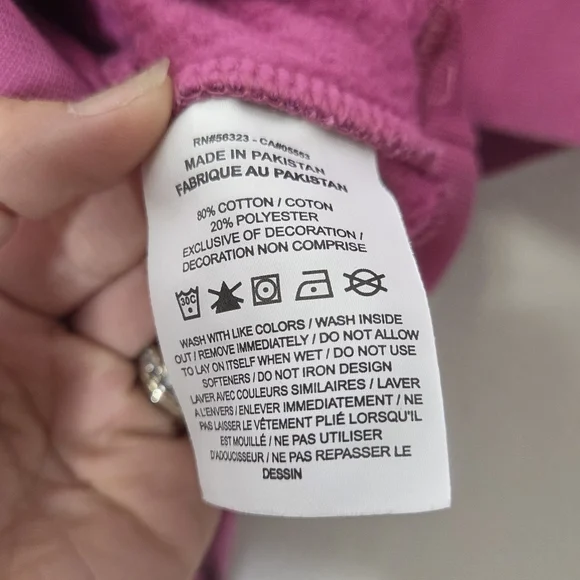 RN#56323 - CA#05553
MADE IN PAKISTAN
FABRIQUE AU PAKISTAN
80% COTTON / COTON
20% POLYESTER
EXCLUSIVE OF DECORATION /
DECORATION NON COMPRISE
30C
WASH WITH LIKE COLORS / WASH INSIDE
OUT / REMOVE IMMEDIATELY / DO NOT ALLOW
TO LAY ON ITSELF WHEN WET / DO NOT USE
SOFTENERS / DO NOT IRON DESIGN
LAVER AVEC COULEURS SIMILAIRES / LAVER
A L'ENVERS / ENLEVER IMMEDIATEMENT / NE
PAS LAISSER LE VÊTEMENT PLIÉ LORSQU'IL
EST MOUILLÉ / NE PAS UTILISER
D'ADOUCISSEUR / NE PAS REPASSER LE
DESSIN